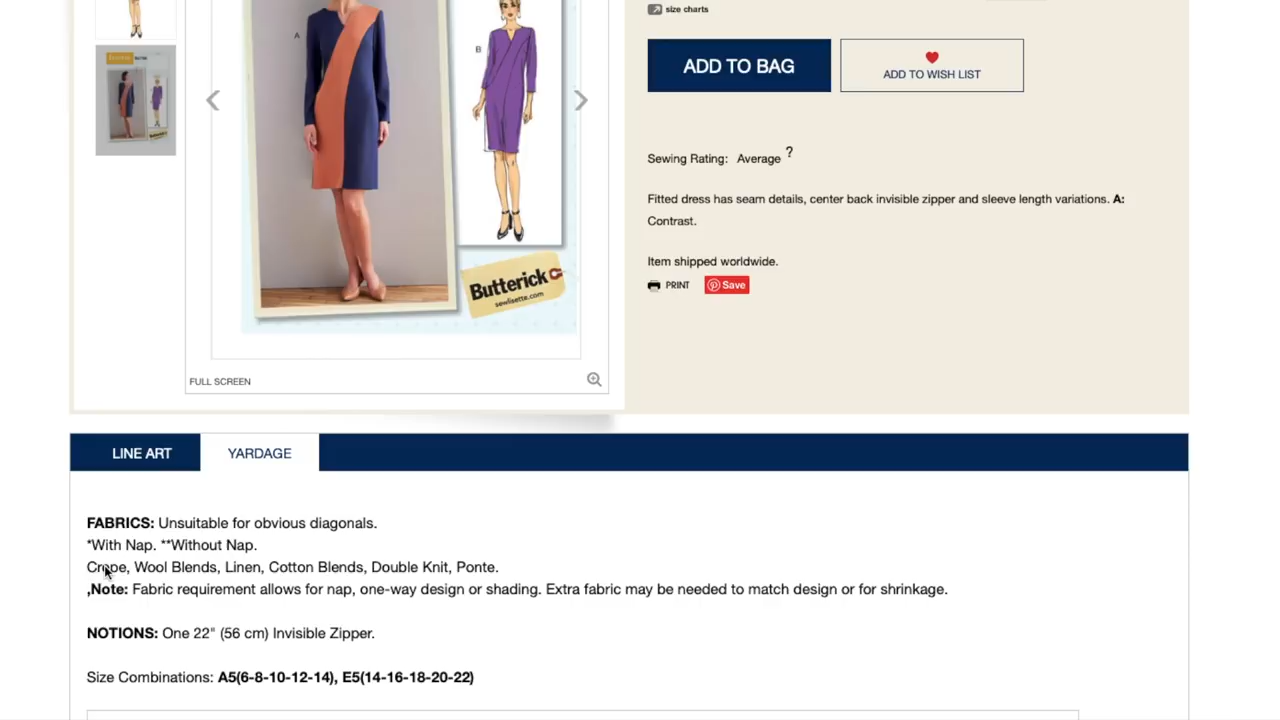 size charts
A
B
ADD TO BAG
ADD TO WISH LIST
Sewing Rating: Average ?
Fitted dress has seam details, center back invisible zipper and sleeve length variations. A:
Contrast.
Butterick
sewlisette.com
Item shipped worldwide.
PRINT
Save
FULL SCREEN
LINE ART
YARDAGE
FABRICS: Unsuitable for obvious diagonals.
*With Nap. **Without Nap.
Crepe, Wool Blends, Linen, Cotton Blends, Double Knit, Ponte.
,Note: Fabric requirement allows for nap, one-way design or shading. Extra fabric may be needed to match design or for shrinkage.
NOTIONS: One 22" (56 cm) Invisible Zipper.
Size Combinations: A5(6-8-10-12-14), E5(14-16-18-20-22)